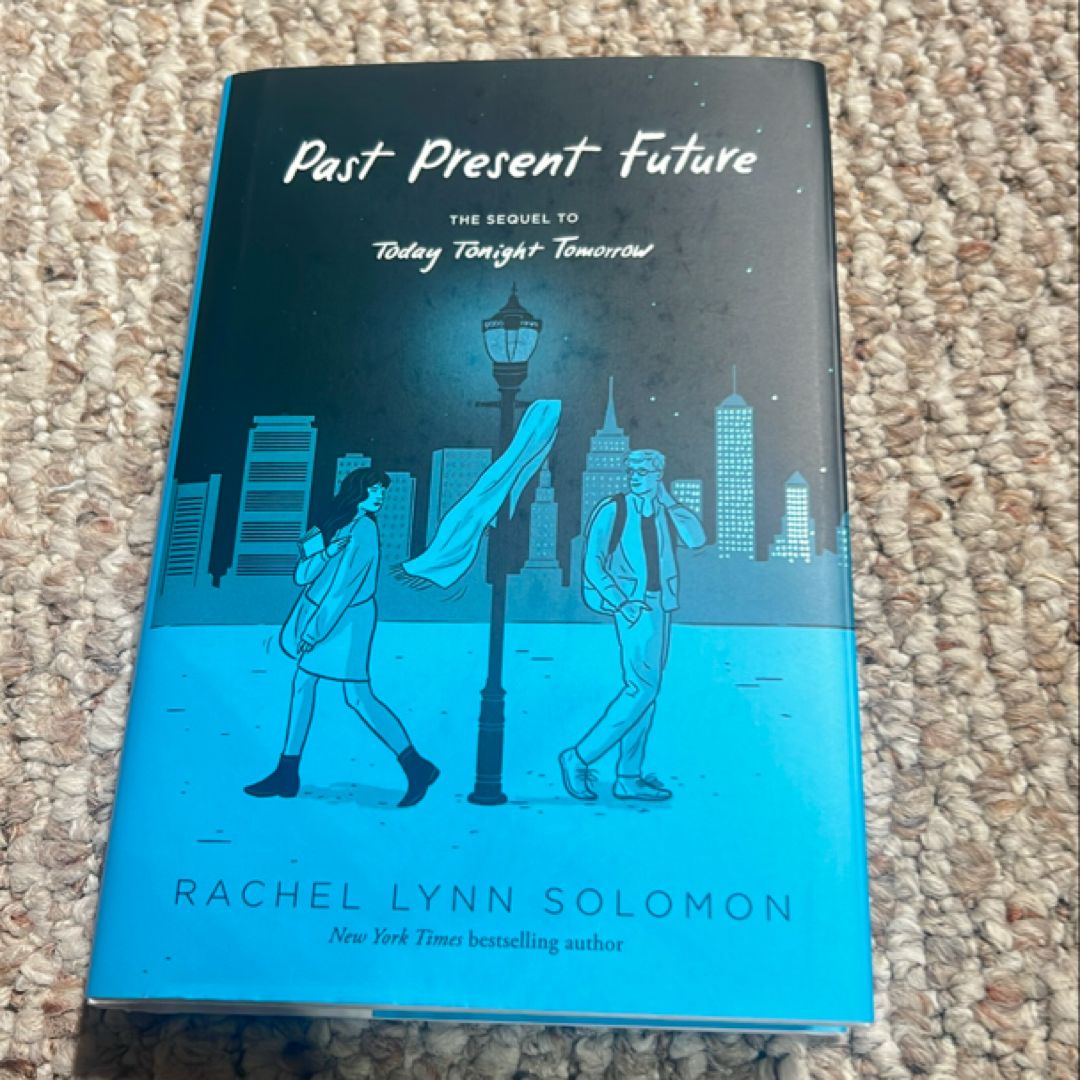 Past Present Future
THE SEQUEL TO
Today Tonight Tomorrow
RACHEL LYNN SOLOMON
New York Times bestselling author